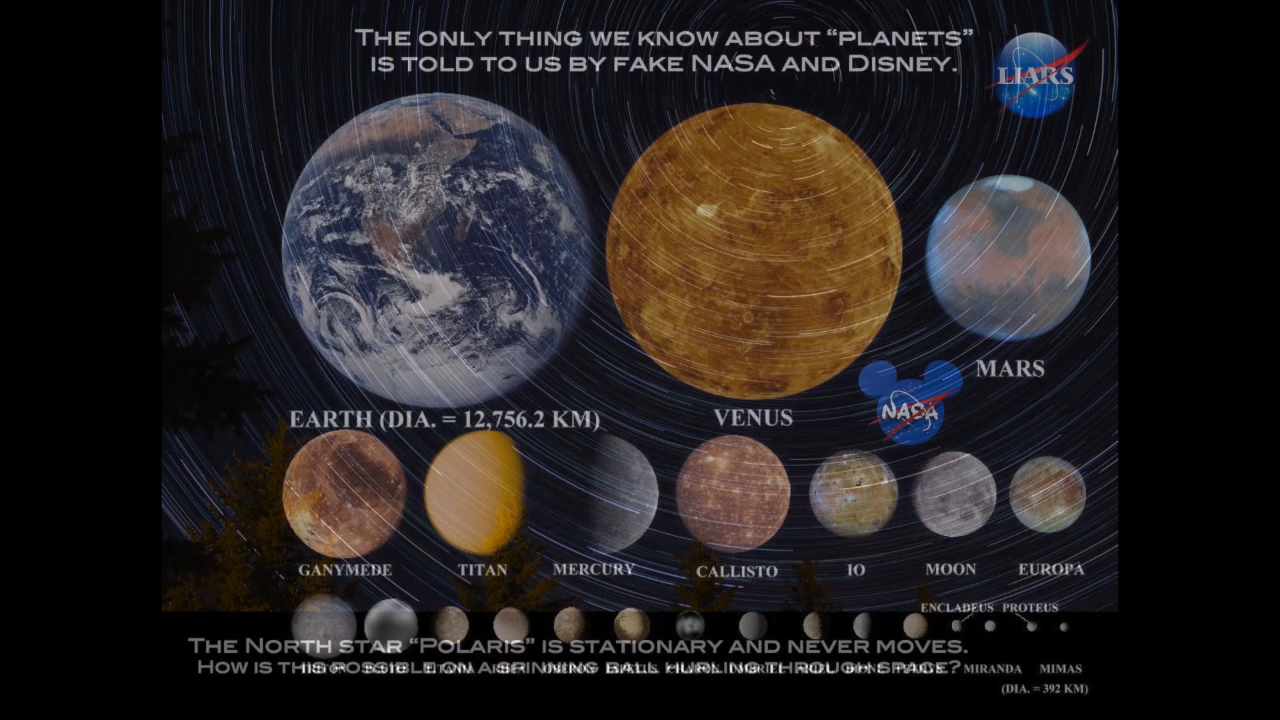 THE ONLY THING WE KNOW ABOUT “PLANETS”
IS TOLD TO US BY FAKE NASA AND DISNEY.
LIARS
MARS
NASA
EARTH (DIA. = 12,756.2 KM)
VENUS
GANYMEDE
TITAN
MERCURY
CALLISTO
IO
MOON
EUROPA
ENCLADEUS PROTEUS
THE NORTH STAR “POLARIS” IS STATIONARY AND NEVER MOVES.
HOW IS THIS POSSIBLE ON A SPINNING EARTH HURLING THROUGH SPACE?
MIRANDA MIMAS
(DIA. = 392 KM)